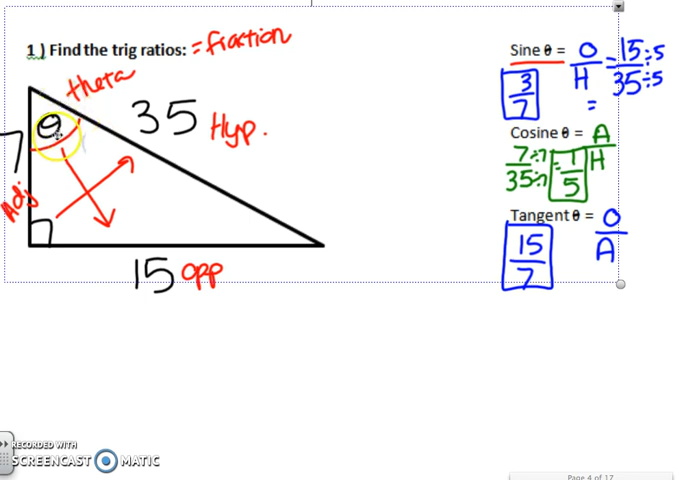 1 ) Find the trig ratios: = fraction
theta
θ
35 Hyp.
7
Adj
15 opp
Sine θ = O/H = 15÷5/35÷5
= 3/7
Cosine θ = A/H
7÷7/35÷7 = 1/5
Tangent θ = O/A
15/7
RECORDED WITH
SCREENCAST MATIC
Page 4 of 17